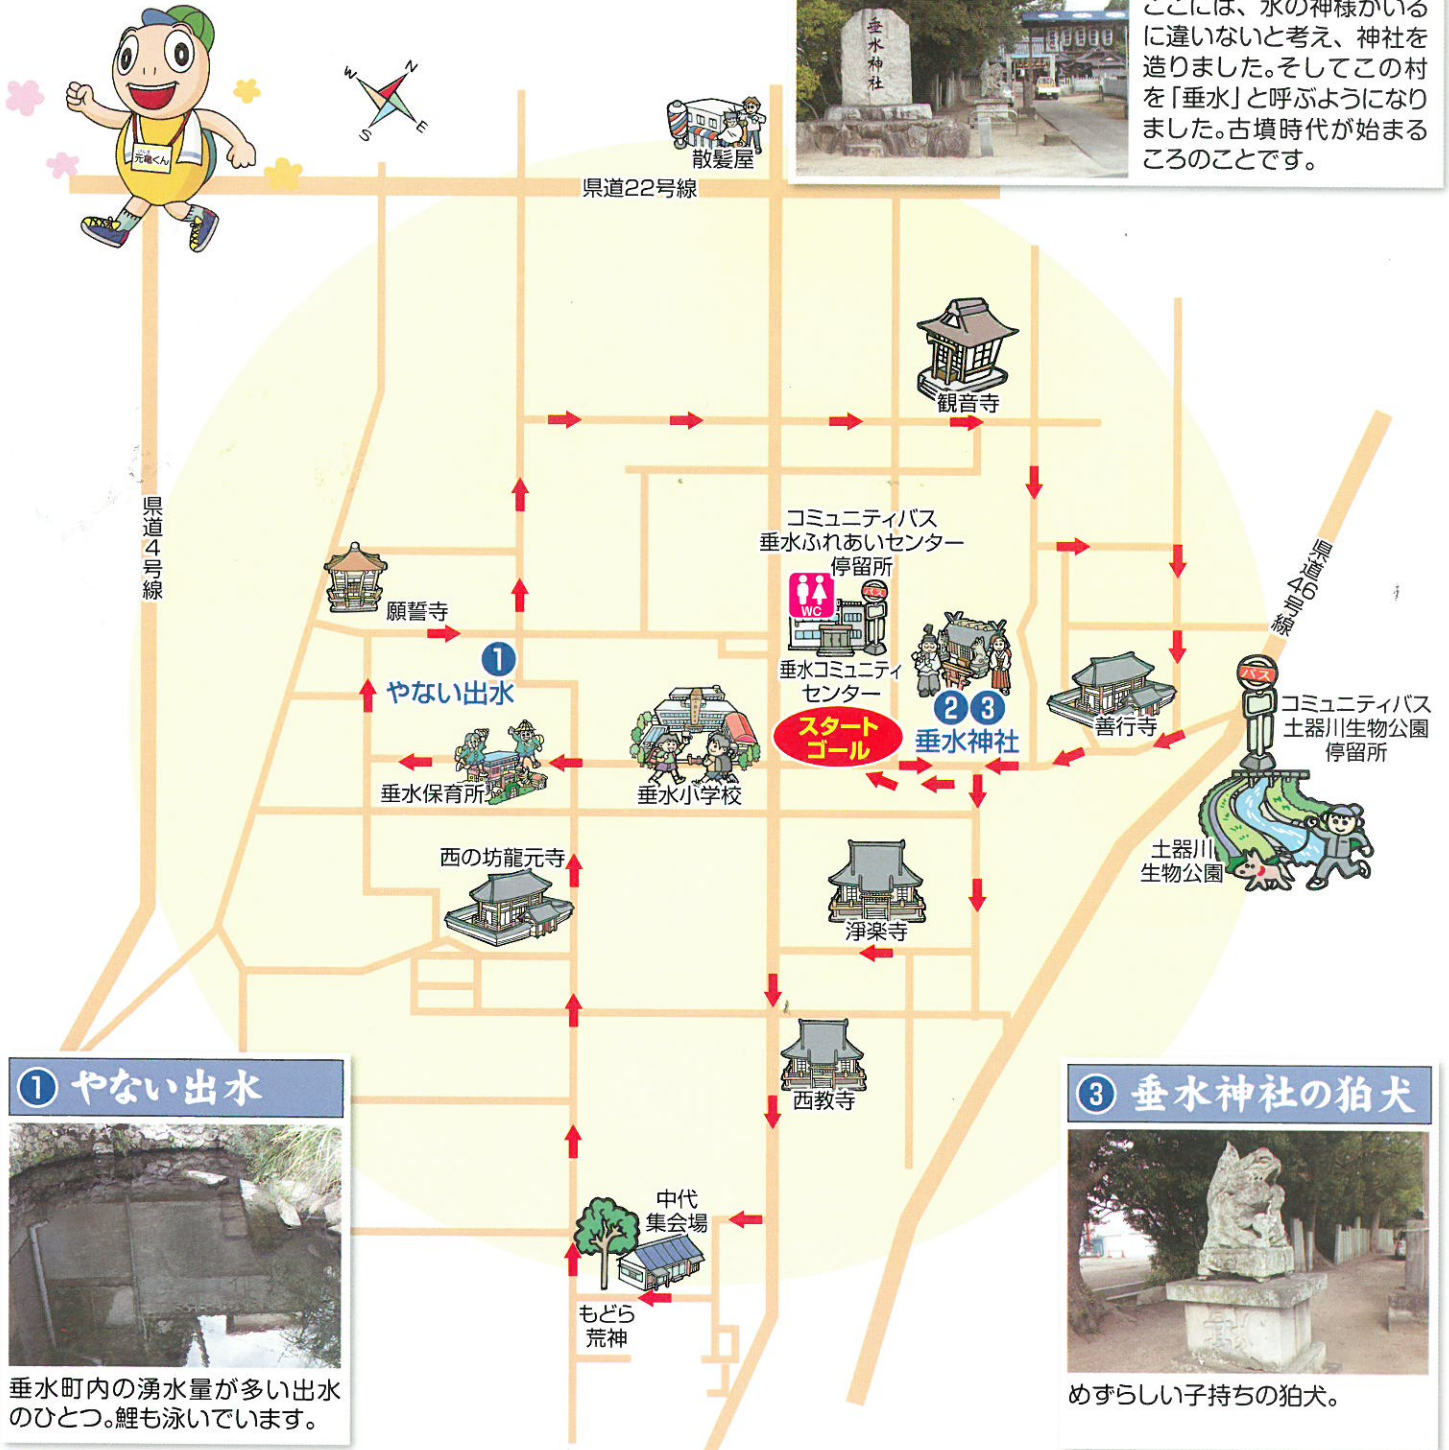 ここには、水の神様がいる
に違いないと考え、神社を
造りました。そしてこの村
を「垂水」と呼ぶようになり
ました。古墳時代が始まる
ころのことです。
垂水神社
元亀くん
W
N
S
E
散髪屋
県道22号線
観音寺
県道4号線
コミュニティバス
垂水ふれあいセンター
停留所
WC
バス
県道46号線
願誓寺
1
やない出水
垂水コミュニティ
センター
スタート
ゴール
2 3
垂水神社
善行寺
バス
コミュニティバス
土器川生物公園
停留所
垂水保育所
垂水小学校
西の坊龍元寺
浄楽寺
土器川
生物公園
西教寺
中代
集会場
もどら
荒神
1 やない出水
垂水町内の湧水量が多い出水
のひとつ。鯉も泳いでいます。
3 垂水神社の狛犬
めずらしい子持ちの狛犬。